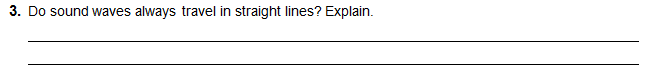 3. Do sound waves always travel in straight lines? Explain.